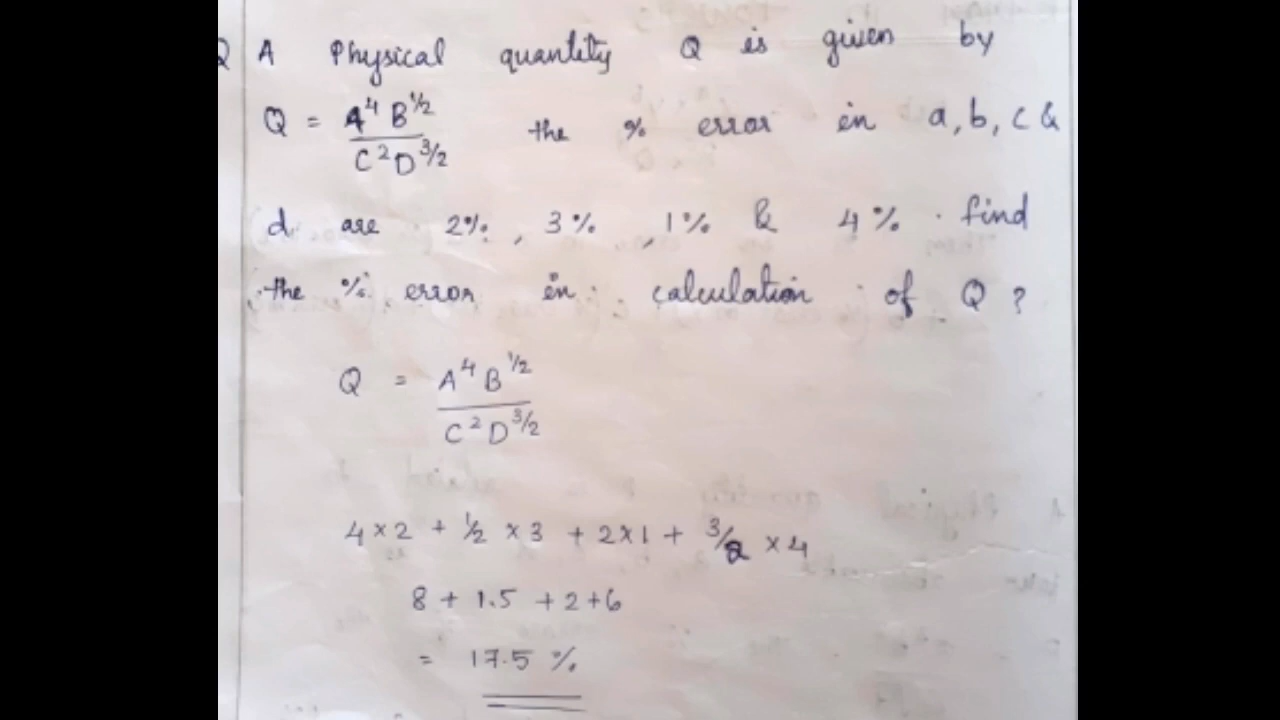 Q A Physical quantity Q is given by
Q = A⁴ B^1/2 / C² D^3/2 the % error in a, b, c &
d are 2%, 3%, 1% & 4%. find
the % error in calculation of Q ?
Q = A⁴ B^1/2 / C² D^3/2
4 × 2 + 1/2 × 3 + 2 × 1 + 3/2 × 4
8 + 1.5 + 2 + 6
= 17.5 %